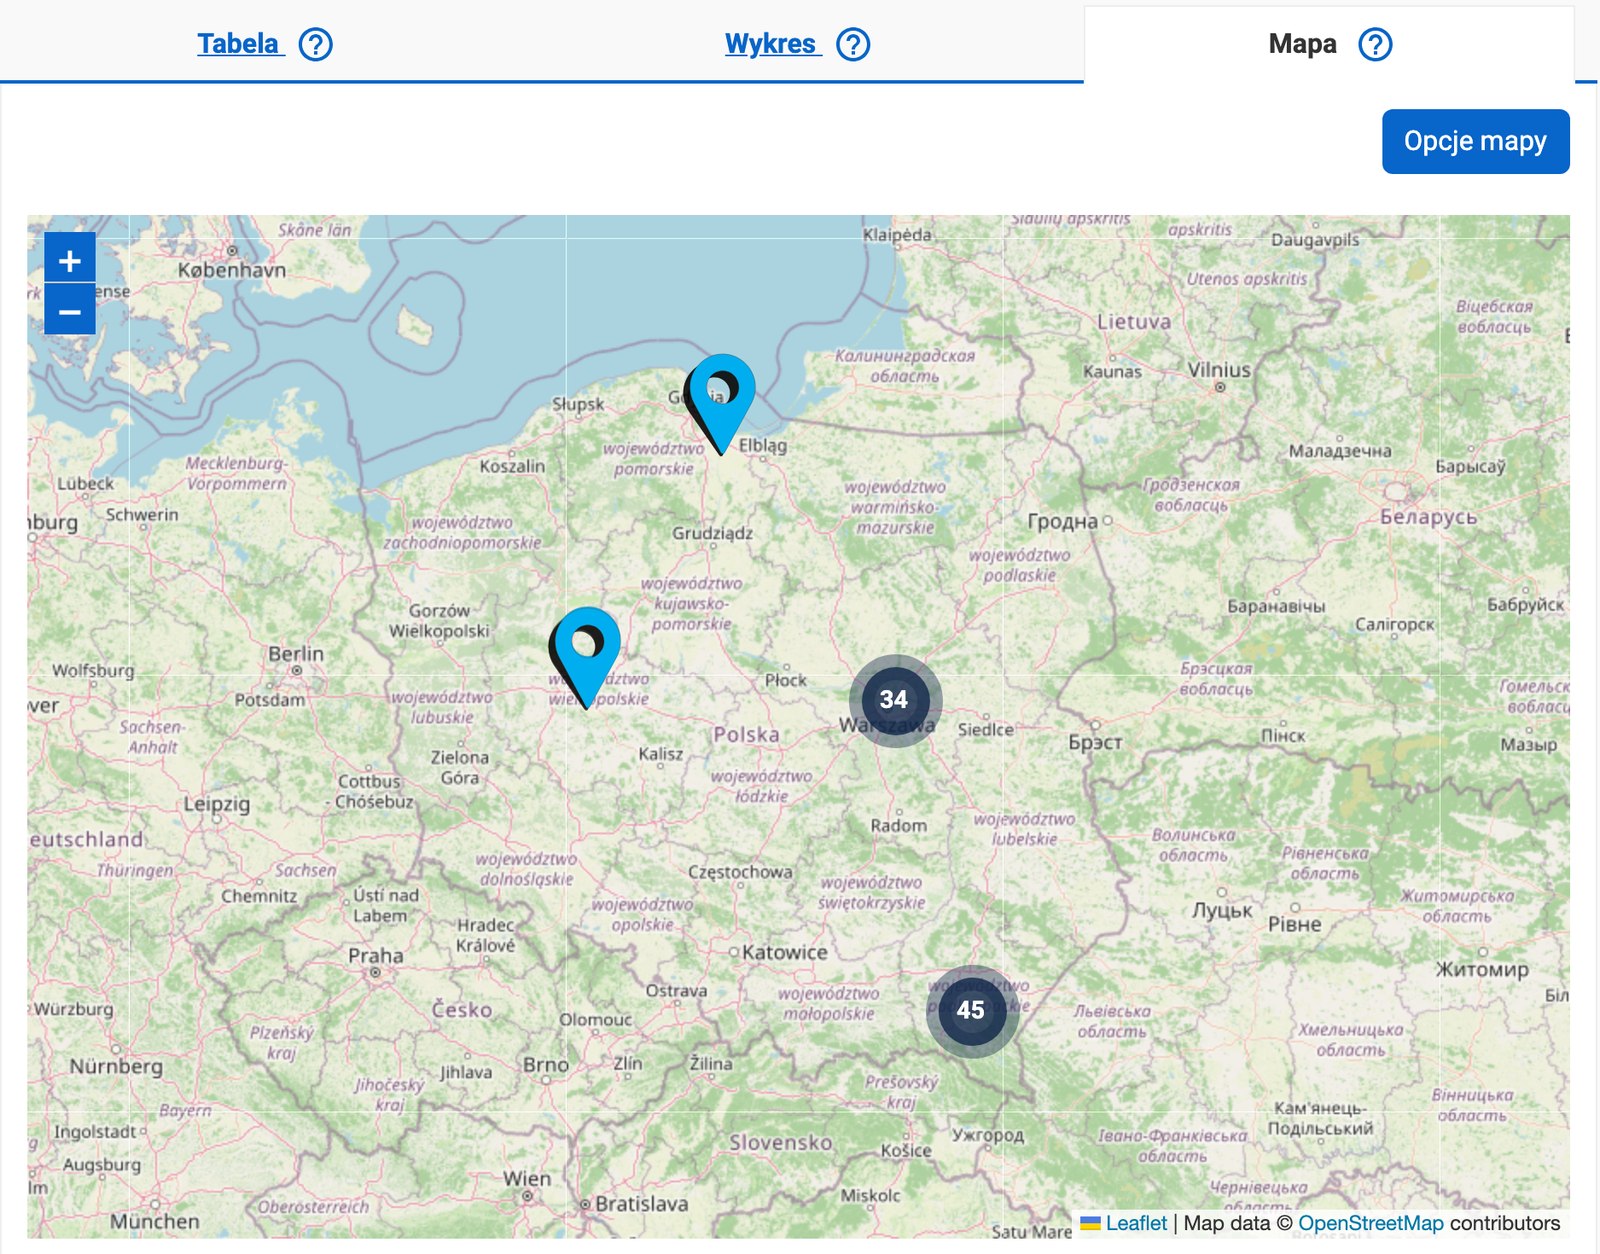 Tabela ?
Wykres ?
Mapa ?
Opcje mapy
+
−
Skåne län
København
Klaipėda
apskritis
Daugavpils
Utenos apskritis
Віцебская
вобласць
Lietuva
Калининградская
область
Kaunas
Vilnius
Słupsk
Elbląg
województwo
pomorskie
Koszalin
Маладзечна
Барысаў
Mecklenburg-
Vorpommern
Lübeck
Schwerin
województwo
warmińsko-
mazurskie
Гродзенская
вобласць
Беларусь
Гродна
województwo
zachodniopomorskie
Grudziądz
województwo
podlaskie
województwo
kujawsko-
pomorskie
Gorzów
Wielkopolski
Баранавічы
Бабруйск
Салігорск
Berlin
Wolfsburg
Potsdam
Płock
Брэсцкая
вобласць
województwo
lubuskie
34
Warszawa
Siedlce
Polska
Sachsen-
Anhalt
Kalisz
Zielona
Góra
Брэст
Пінск
Мазыр
województwo
łódzkie
Cottbus
- Chóśebuz
Leipzig
Radom
województwo
lubelskie
eutschland
Thüringen
Sachsen
Chemnitz
województwo
dolnośląskie
Częstochowa
województwo
świętokrzyskie
Волинська
область
Рівненська
область
Житомирська
область
Ústí nad
Labem
województwo
opolskie
Луцьк
Рівне
Hradec
Králové
Praha
Katowice
Житомир
Ostrava
województwo
małopolskie
województwo
45
Würzburg
Česko
Olomouc
Львівська
область
Хмельницька
область
Plzeňský
kraj
Nürnberg
Jihlava
Brno
Zlín
Žilina
Jihočeský
kraj
Prešovský
kraj
Вінницька
область
Bayern
Ingolstadt
Кам'янець-
Подільський
Slovensko
Košice
Ужгород
Івано-Франківська
область
Augsburg
Wien
Bratislava
Miskolc
Чернівецька
Oberösterreich
München
Satu Mare
Leaflet | Map data © OpenStreetMap contributors